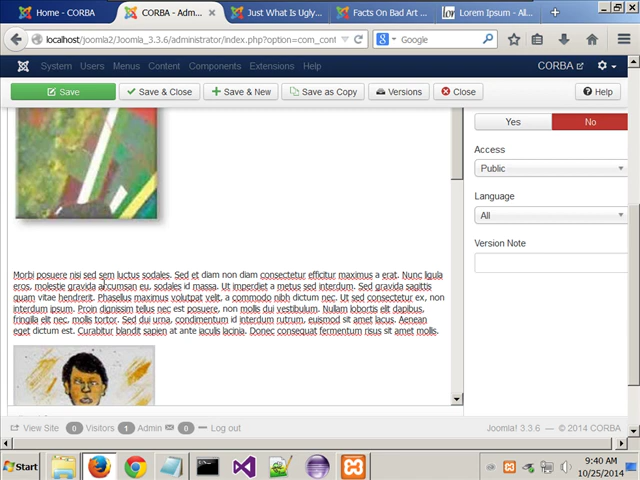 Home - CORBA
CORBA - Adm...
Just What Is Ugly...
Facts On Bad Art ...
Lorem Ipsum - All...
localhost/joomla2/Joomla_3.3.6/administrator/index.php?option=com_cont
Google
System Users Menus Content Components Extensions Help
CORBA
Save
Save & Close
Save & New
Save as Copy
Versions
Close
Help
Yes
No
Access
Public
Language
All
Version Note
Morbi posuere nisi sed sem luctus sodales. Sed et diam non diam consectetur efficitur maximus a erat. Nunc ligula
eros, molestie gravida accumsan eu, sodales id massa. Ut imperdiet a metus sed interdum. Sed gravida sagittis
quam vitae hendrerit. Phasellus maximus volutpat velit, a commodo nibh dictum nec. Ut sed consectetur ex, non
interdum ipsum. Proin dignissim tellus nec est posuere, non mollis dui vestibulum. Nullam lobortis elit dapibus,
fringilla elit nec, mollis tortor. Sed dui urna, condimentum id interdum rutrum, euismod sit amet lacus. Aenean
eget dictum est. Curabitur blandit sapien at ante iaculis lacinia. Donec consequat fermentum risus sit amet mollis.
View Site 0 Visitors 1 Admin 0 Log out
Joomla! 3.3.6 — © 2014 CORBA
Start
9:40 AM
10/25/2014